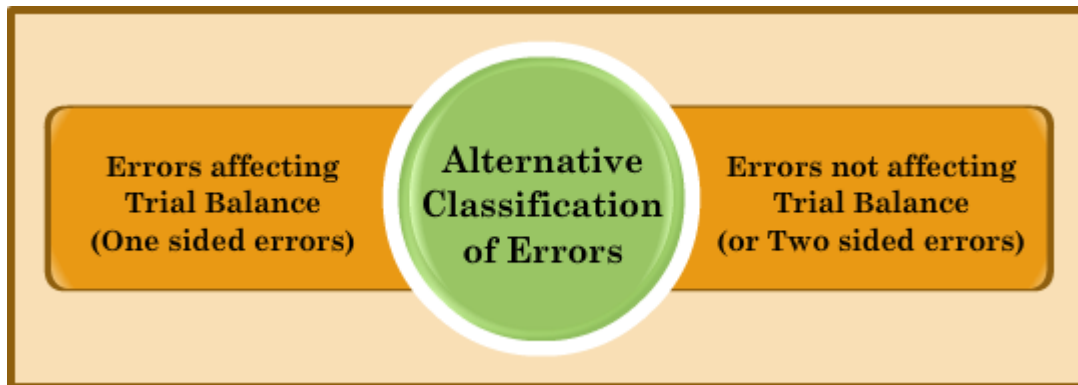 Errors affecting
Trial Balance
(One sided errors)
Alternative
Classification
of Errors
Errors not affecting
Trial Balance
(or Two sided errors)